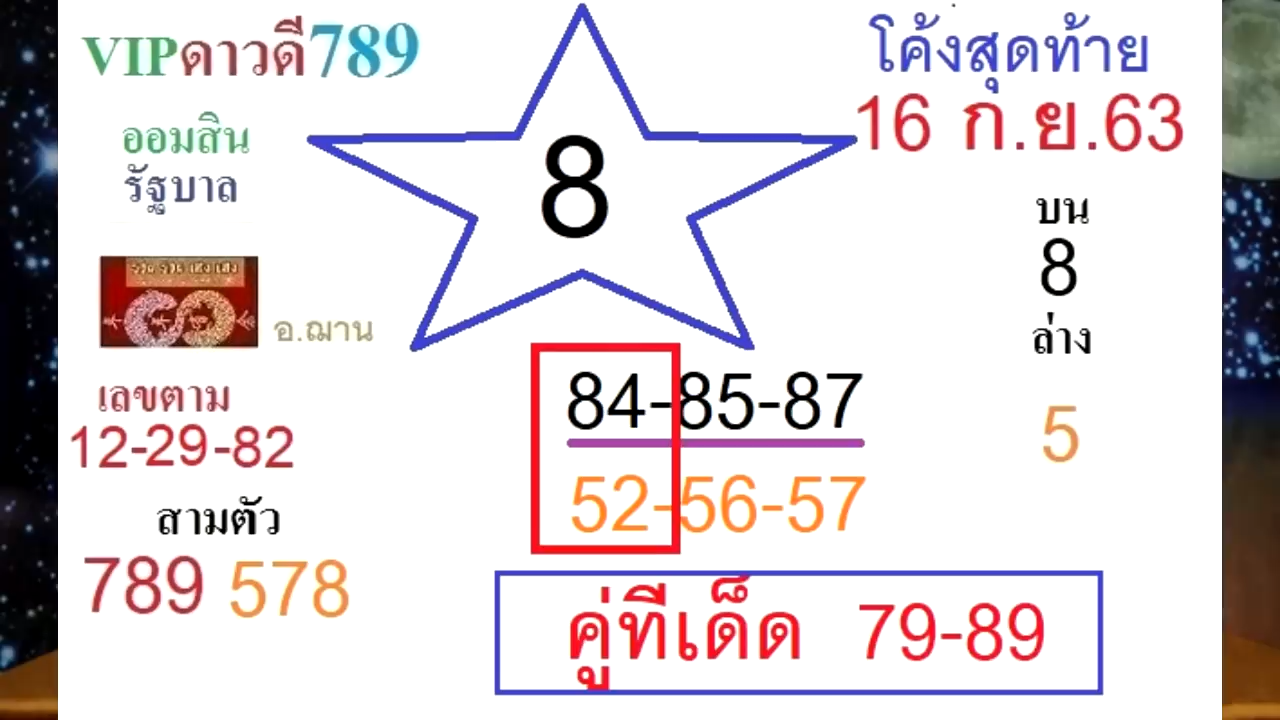 VIPดาวดี789
ออมสิน
รัฐบาล
อ.ฌาน
เลขตาม
12-29-82
สามตัว
789 578
8
84-85-87
52-56-57
คู่ทีเด็ด 79-89
โค้งสุดท้าย
16 ก.ย.63
บน
8
ล่าง
5